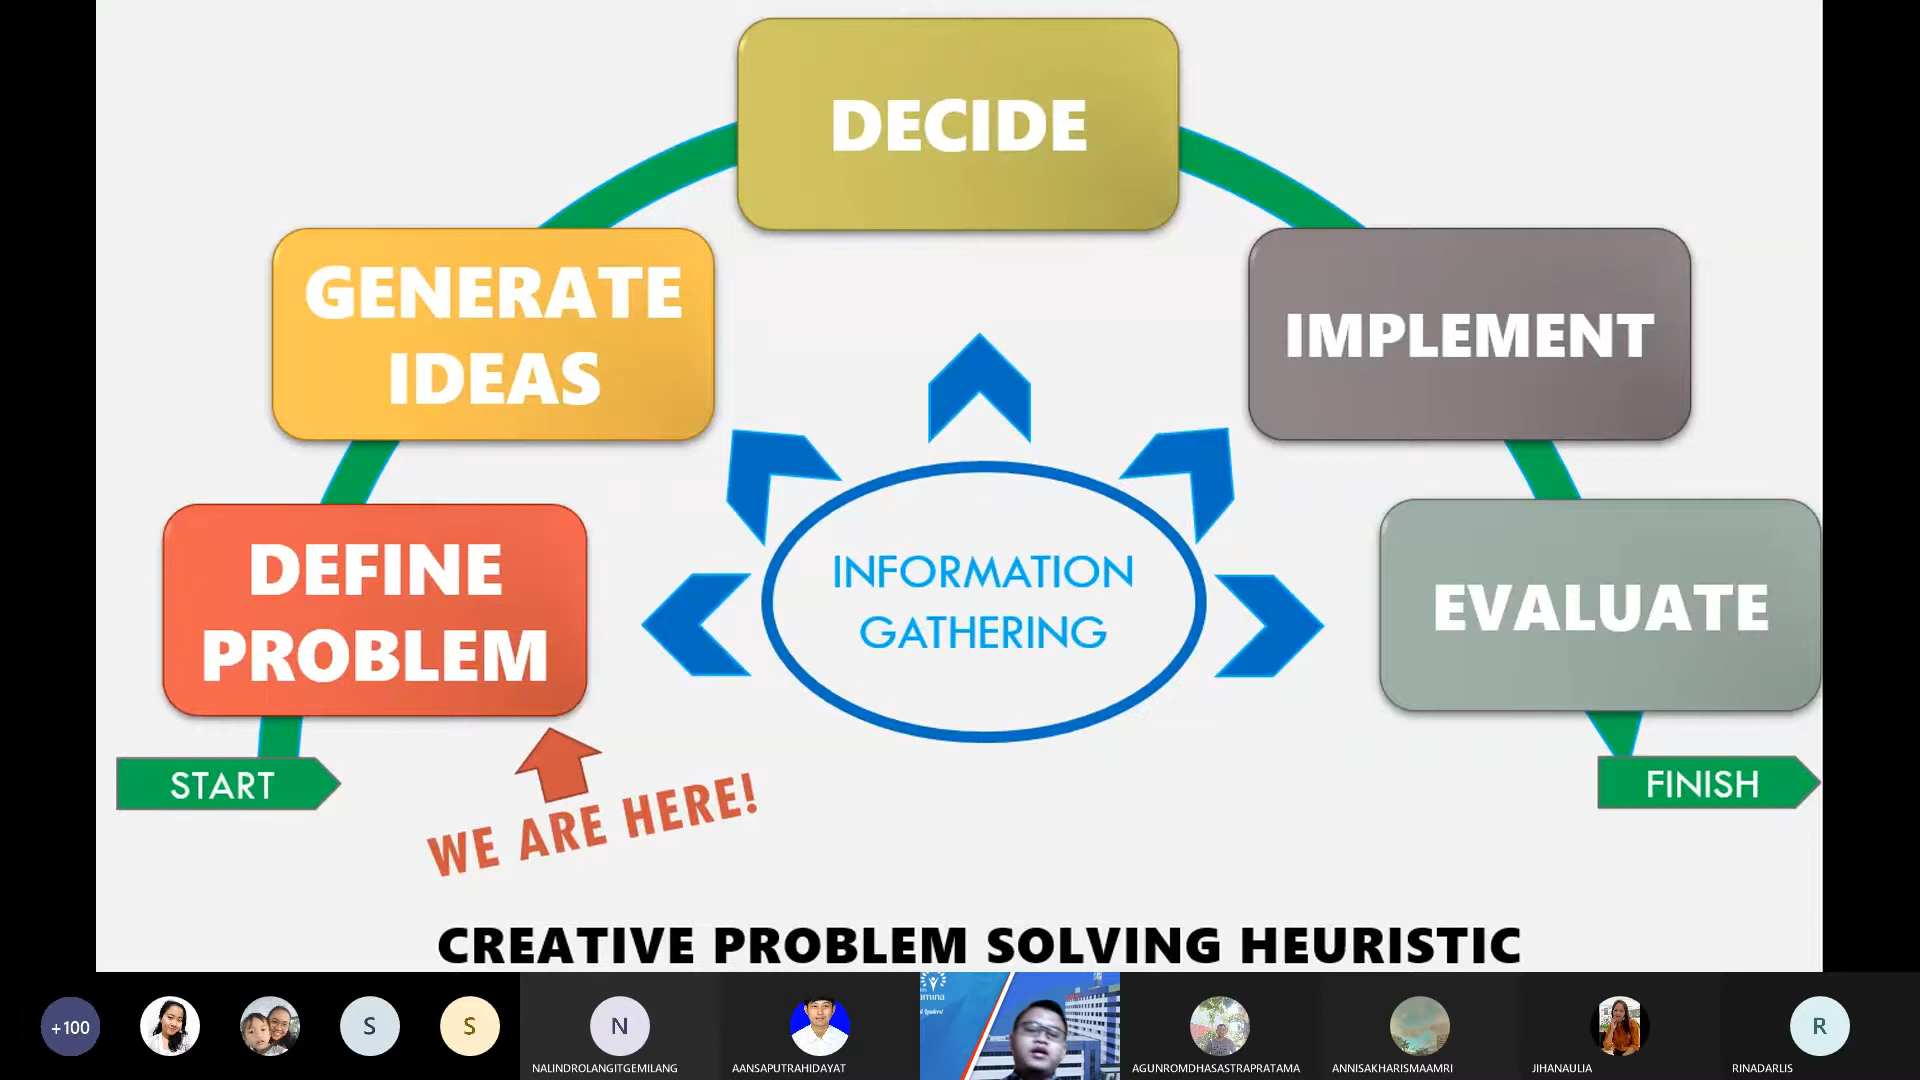 DECIDE
GENERATE
IDEAS
IMPLEMENT
DEFINE
PROBLEM
INFORMATION
GATHERING
EVALUATE
START
FINISH
WE ARE HERE!
CREATIVE PROBLEM SOLVING HEURISTIC
+100
S
S
N
R
NALINDROLANGITGEMILANG
AANSAPUTRAHIDAYAT
AGUNROMDHASASTRAPRATAMA
ANNISAKHARISMAAMRI
JIHANAULIA
RINADARLIS